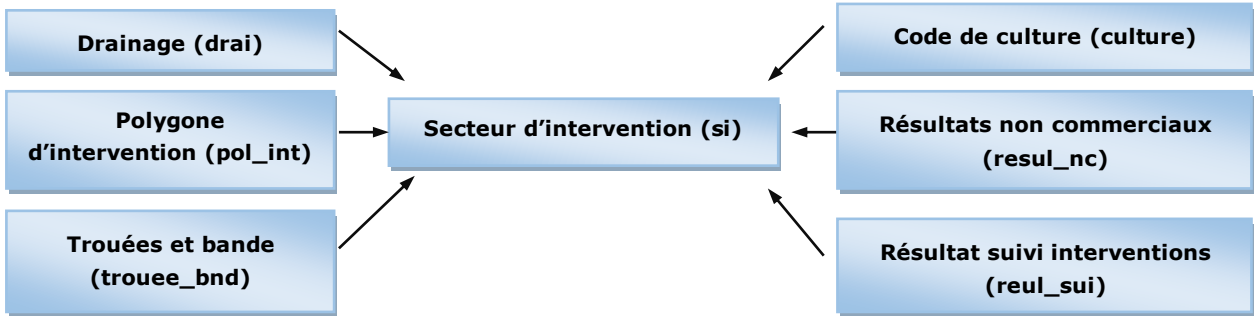 Drainage (drai)
Polygone
d’intervention (pol_int)
Trouées et bande
(trouee_bnd)
Secteur d’intervention (si)
Code de culture (culture)
Résultats non commerciaux
(resul_nc)
Résultat suivi interventions
(reul_sui)